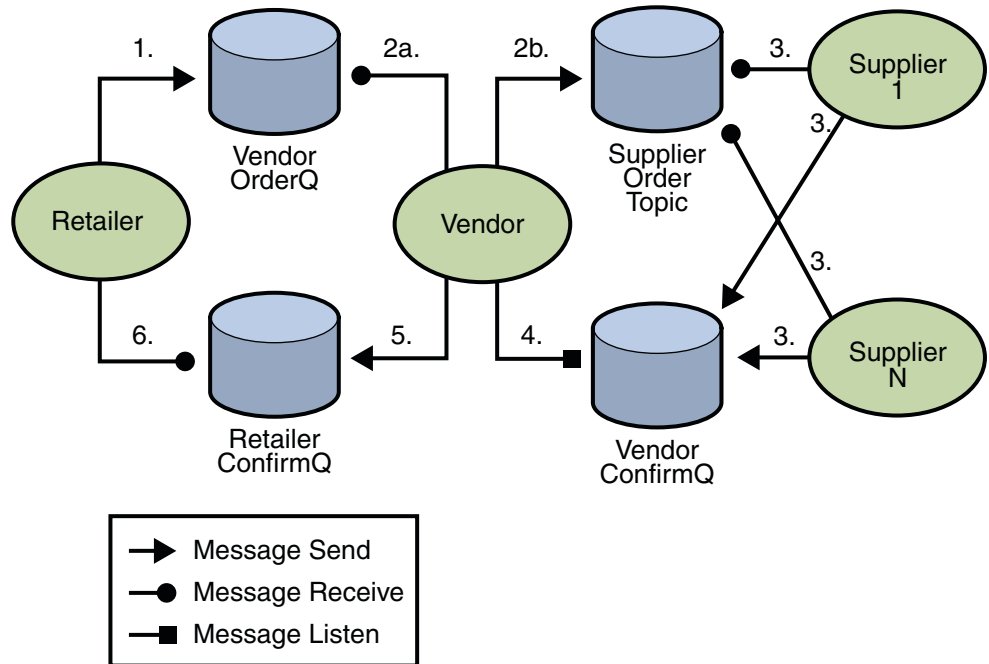 1.
2a.
2b.
3.
Vendor
OrderQ
Supplier
Order
Topic
Supplier
1
3.
Retailer
Vendor
3.
6.
5.
4.
3.
Supplier
N
Retailer
ConfirmQ
Vendor
ConfirmQ
Message Send
Message Receive
Message Listen